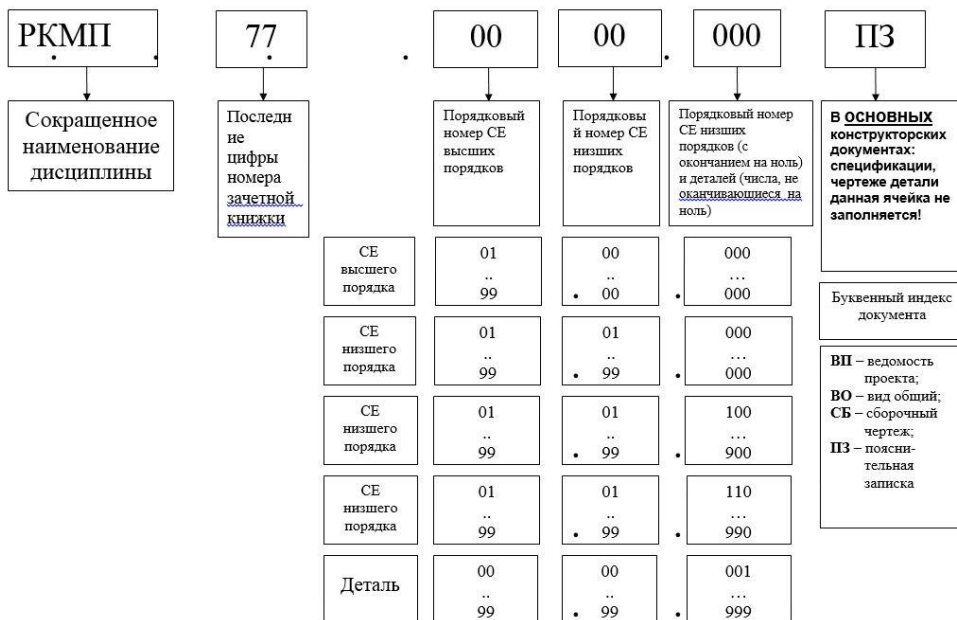 РКМП
77
00
00
000
ПЗ
Сокращенное
наименование
дисциплины
Последн
ие
цифры
номера
зачетной
книжки
Порядковый
номер СЕ
высших
порядков
Порядковы
й номер СЕ
низших
порядков
Порядковый номер
СЕ низших
порядков (с
окончанием на ноль)
и деталей (числа, не
оканчивающиеся на
ноль)
В ОСНОВНЫХ
конструкторских
документах:
спецификации,
чертеже детали
данная ячейка не
заполняется!
СЕ
высшего
порядка
01
..
99
00
..
. 00
000
...
. 000
Буквенный индекс
документа
СЕ
низшего
порядка
01
..
99
01
..
. 99
000
...
. 000
ВП – ведомость
проекта;
ВО – вид общий;
СБ – сборочный
чертеж;
ПЗ – поясни-
тельная
записка
СЕ
низшего
порядка
01
..
99
01
..
. 99
100
...
. 900
СЕ
низшего
порядка
01
..
99
01
..
. 99
110
...
. 990
Деталь
00
..
99
00
..
. 99
001
...
. 999